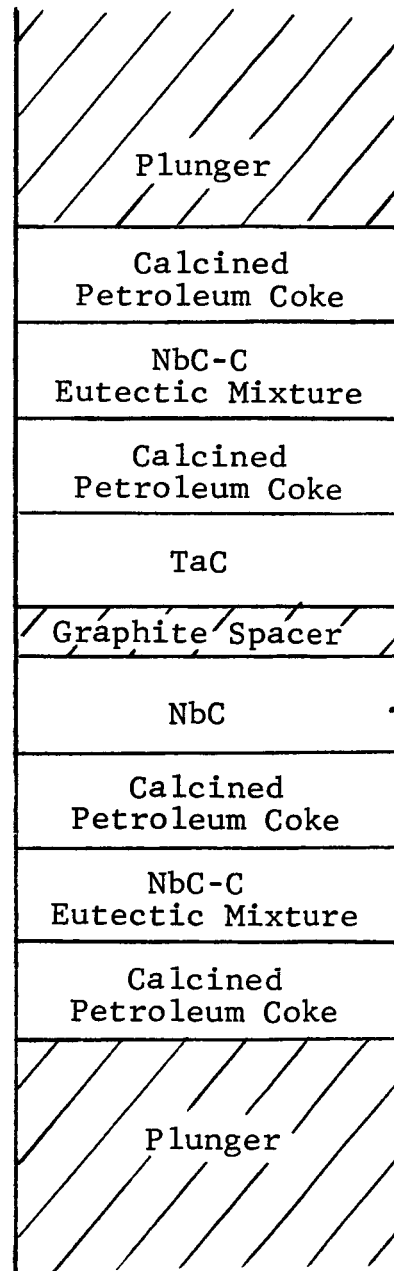 Plunger
Calcined
Petroleum Coke
NbC-C
Eutectic Mixture
Calcined
Petroleum Coke
TaC
Graphite Spacer
NbC
Calcined
Petroleum Coke
NbC-C
Eutectic Mixture
Calcined
Petroleum Coke
Plunger